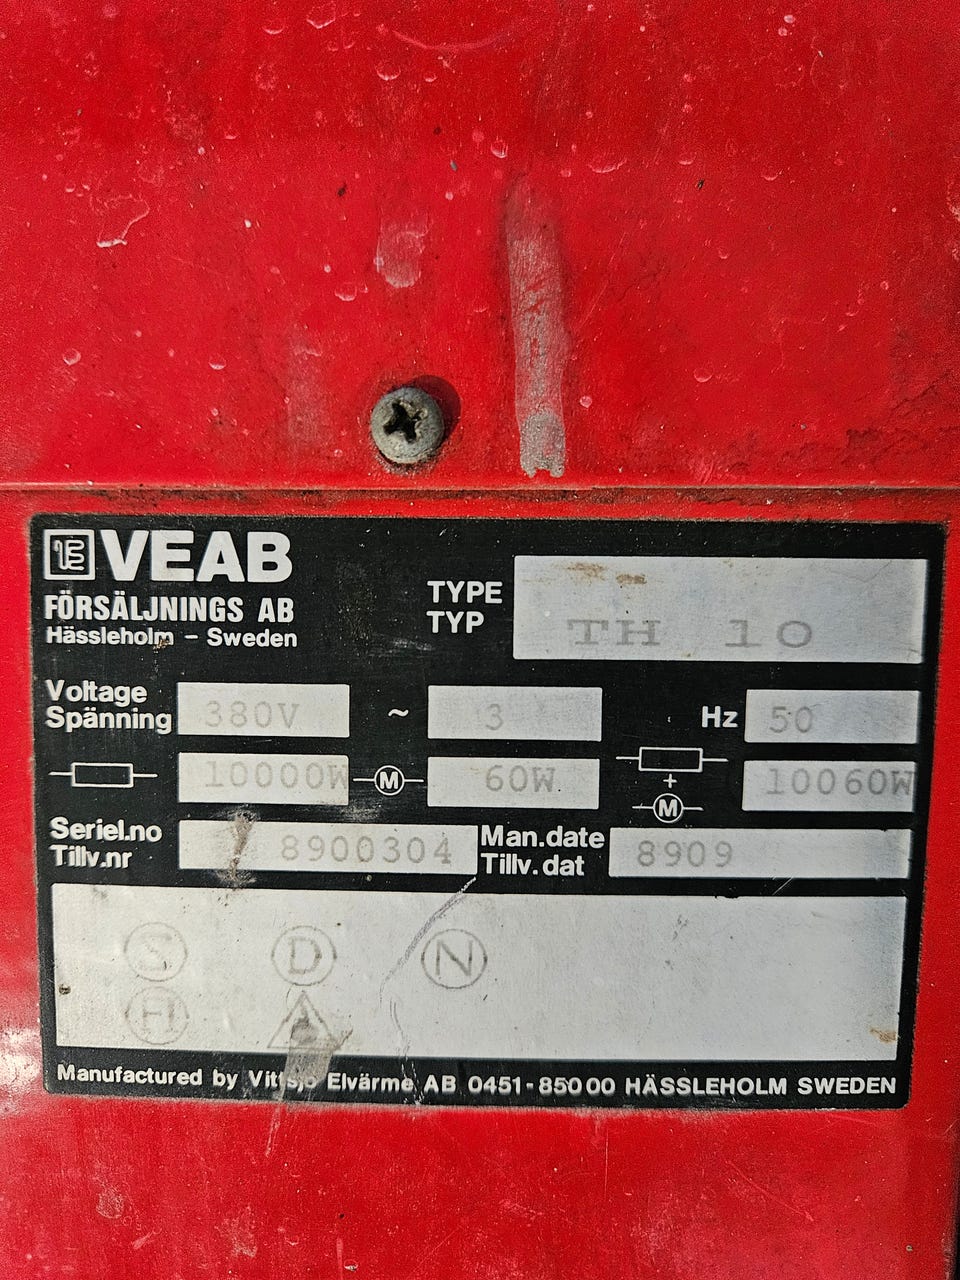 VEAB
FÖRSÄLJNINGS AB
Hässleholm – Sweden
TYPE
TYP
TH 10
Voltage
Spänning
380V ~ 3 Hz 50
10000W M 60W + M 10060W
Seriel.no
Tillv.nr
8900304
Man.date
Tillv.dat
8909
S D N
Manufactured by Vittsjö Elvärme AB 0451-85000 HÄSSLEHOLM SWEDEN